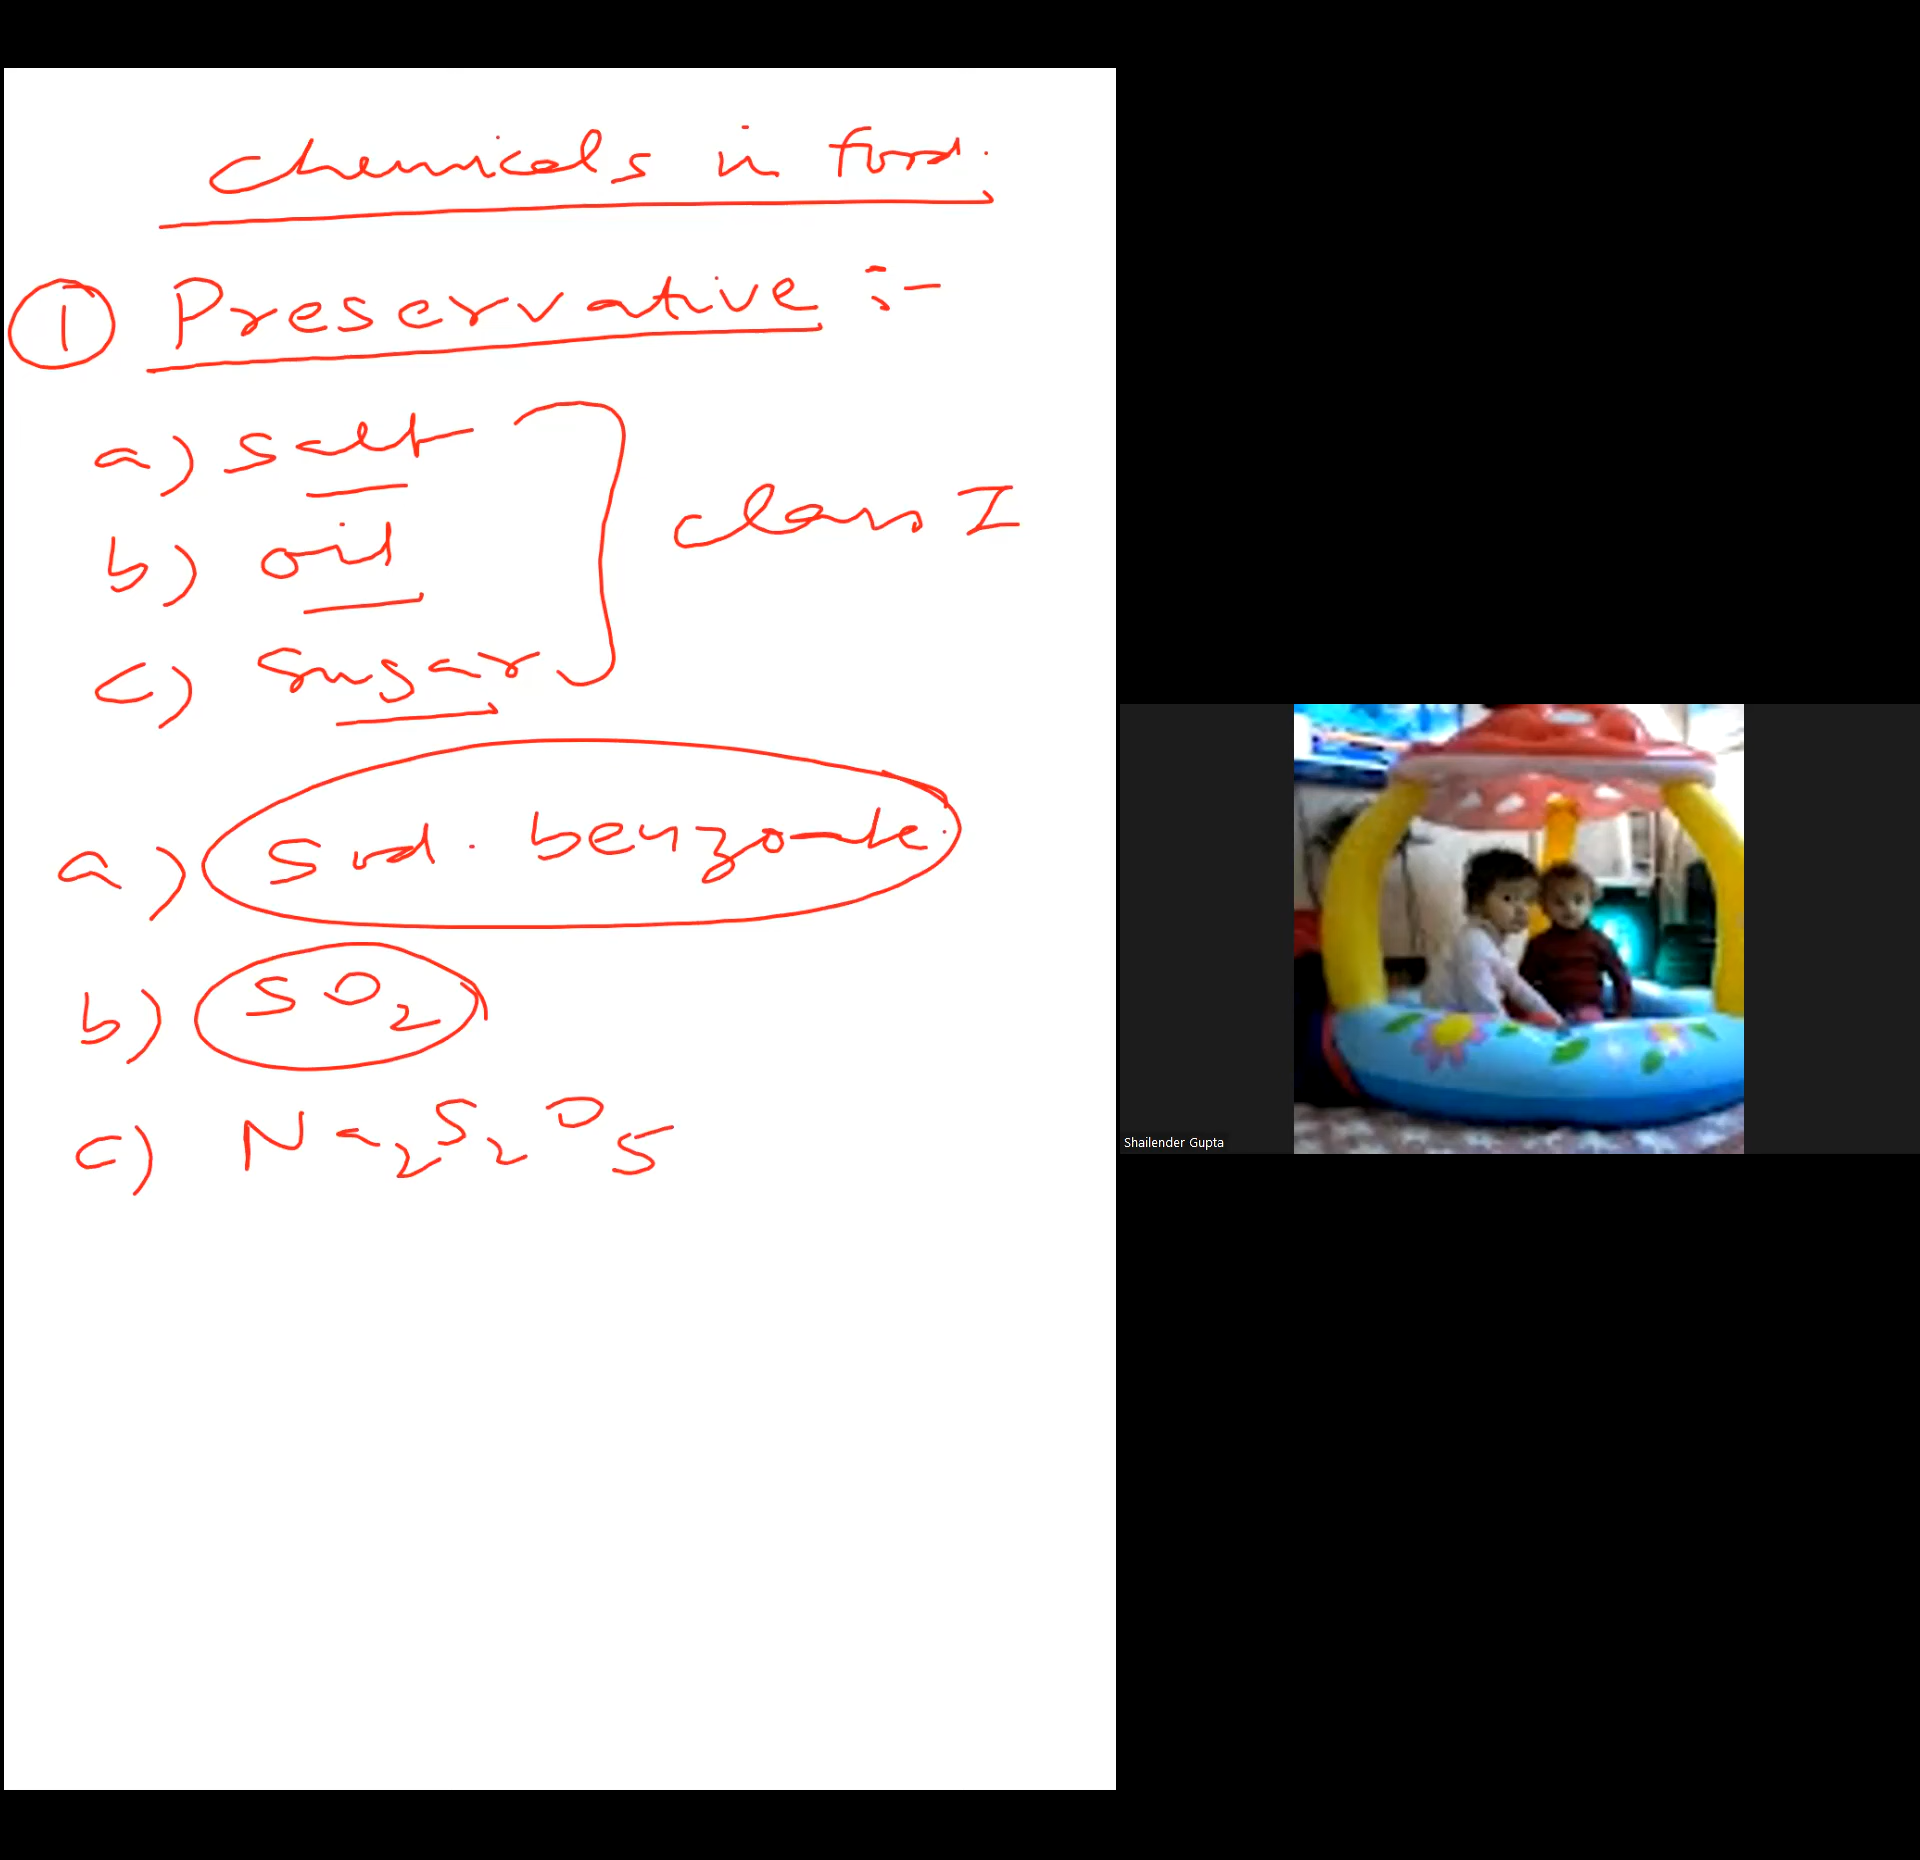 chemicals in food.
① Preservative :-
a) salt
b) oil
class I
c) sugar
a) Sod. benzoate.
b) SO₂
c) Na₂S₂O₅
Shailender Gupta